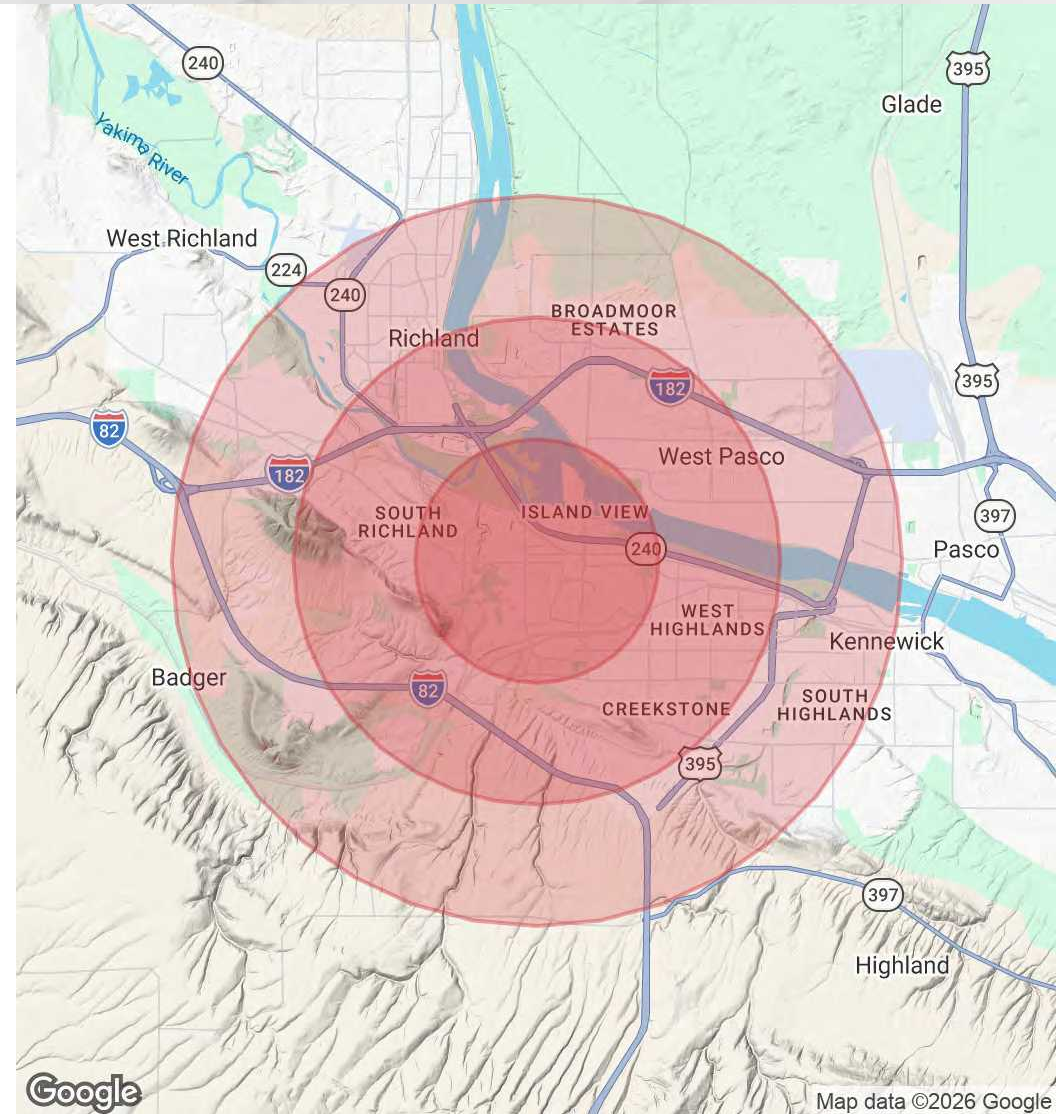 240
395
Glade
Yakima River
West Richland
224
240
BROADMOOR
ESTATES
Richland
395
182
82
West Pasco
182
SOUTH
RICHLAND
ISLAND VIEW
397
240
Pasco
WEST
HIGHLANDS
Kennewick
Badger
82
CREEKSTONE
SOUTH
HIGHLANDS
395
397
Highland
Google
Map data ©2026 Google